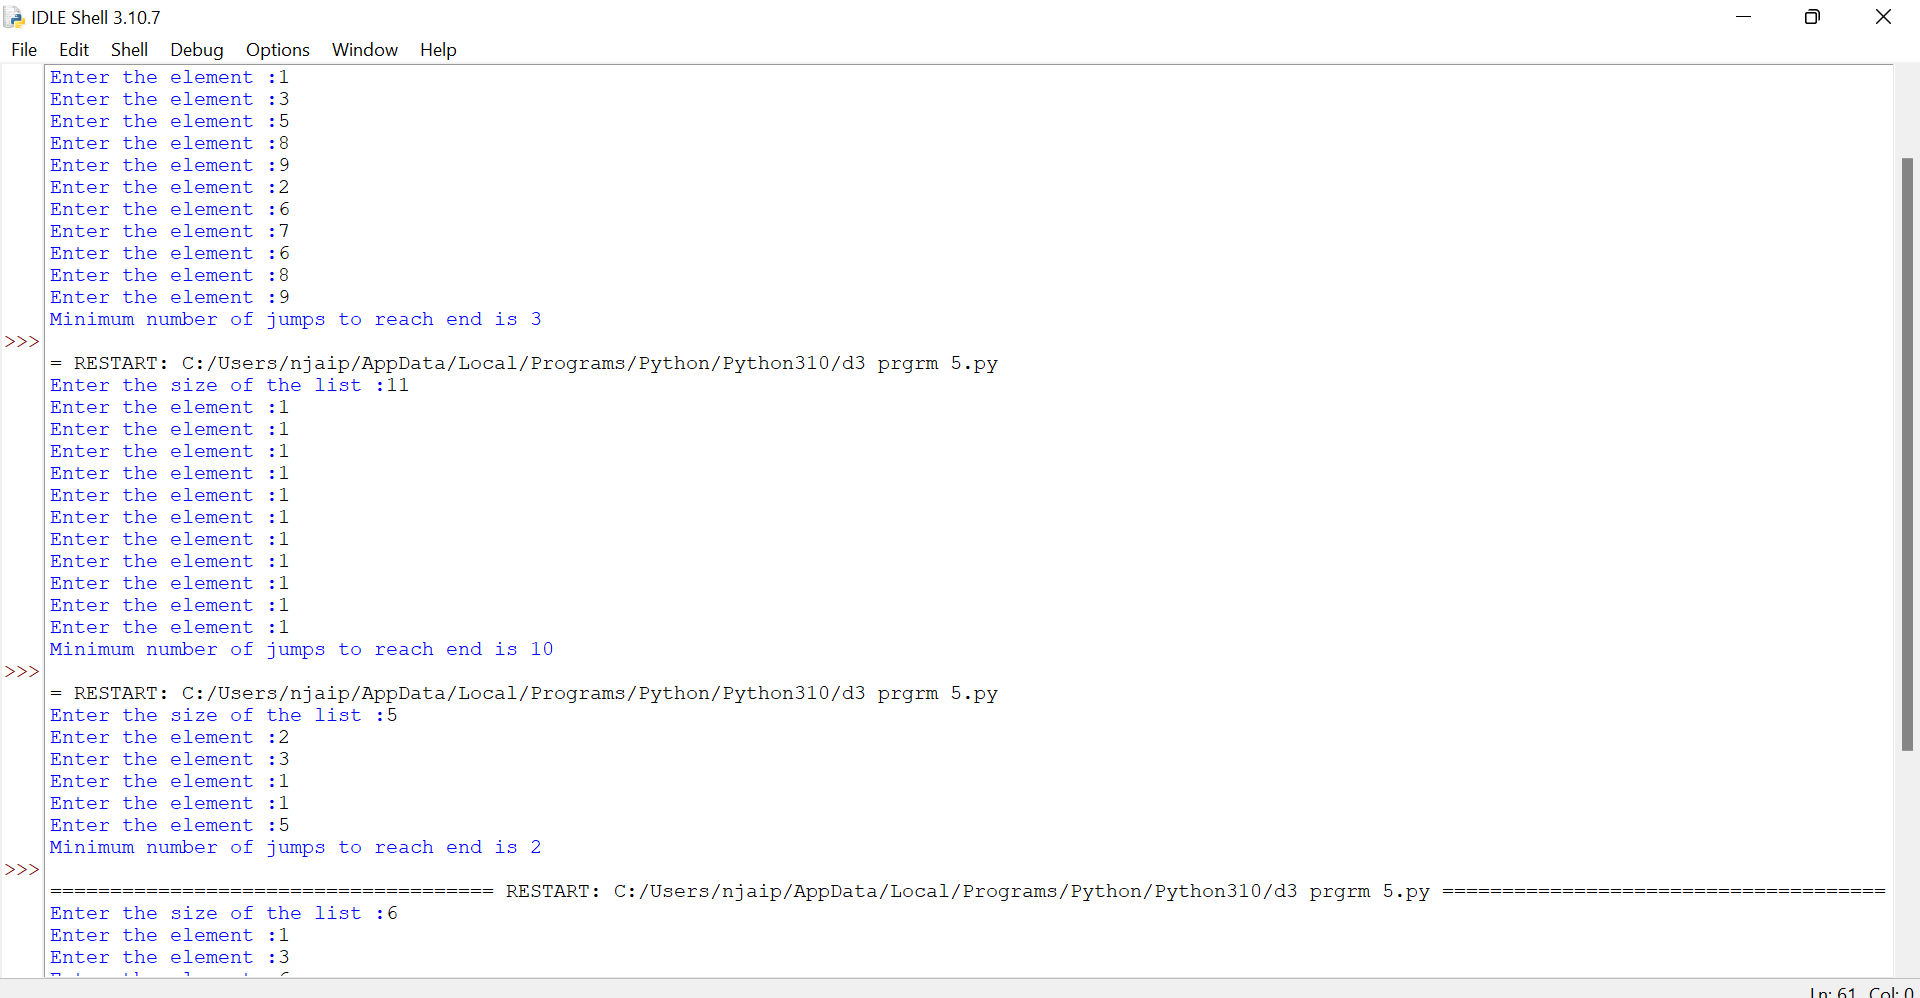 IDLE Shell 3.10.7
File Edit Shell Debug Options Window Help
Enter the element :1
Enter the element :3
Enter the element :5
Enter the element :8
Enter the element :9
Enter the element :2
Enter the element :6
Enter the element :7
Enter the element :6
Enter the element :8
Enter the element :9
Minimum number of jumps to reach end is 3
>>>
= RESTART: C:/Users/njaip/AppData/Local/Programs/Python/Python310/d3 prgrm 5.py
Enter the size of the list :11
Enter the element :1
Enter the element :1
Enter the element :1
Enter the element :1
Enter the element :1
Enter the element :1
Enter the element :1
Enter the element :1
Enter the element :1
Enter the element :1
Enter the element :1
Minimum number of jumps to reach end is 10
>>>
= RESTART: C:/Users/njaip/AppData/Local/Programs/Python/Python310/d3 prgrm 5.py
Enter the size of the list :5
Enter the element :2
Enter the element :3
Enter the element :1
Enter the element :1
Enter the element :5
Minimum number of jumps to reach end is 2
>>>
===================================== RESTART: C:/Users/njaip/AppData/Local/Programs/Python/Python310/d3 prgrm 5.py =====================================
Enter the size of the list :6
Enter the element :1
Enter the element :3
Ln: 61 Col: 0